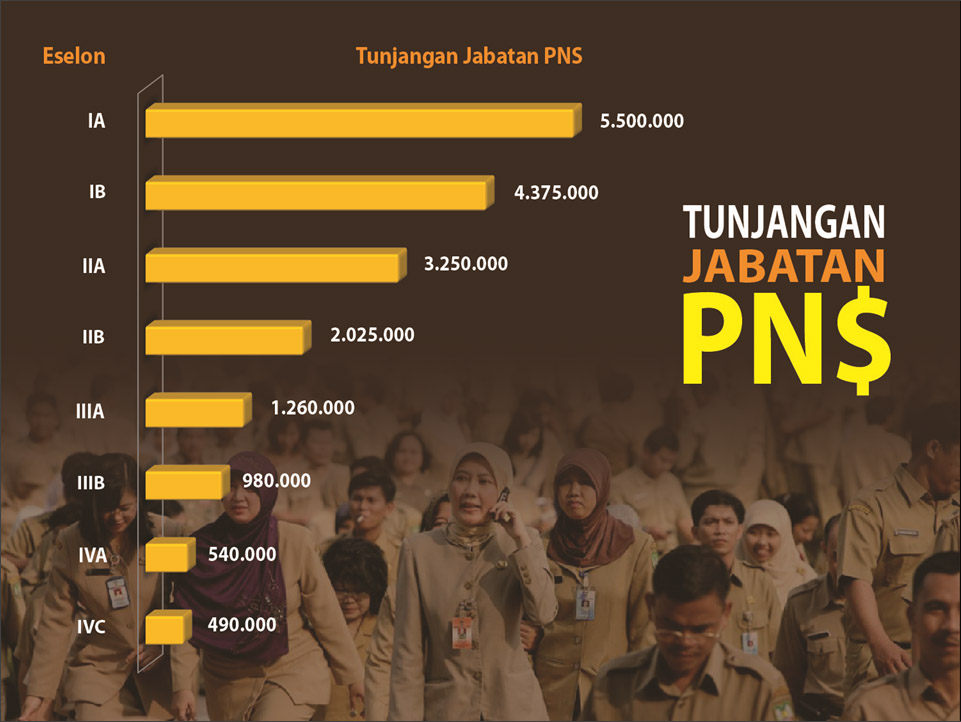 Eselon Tunjangan Jabatan PNS
IA 5.500.000
IB 4.375.000
IIA 3.250.000
IIB 2.025.000
IIIA 1.260.000
IIIB 980.000
IVA 540.000
IVC 490.000
TUNJANGAN
JABATAN
PN$